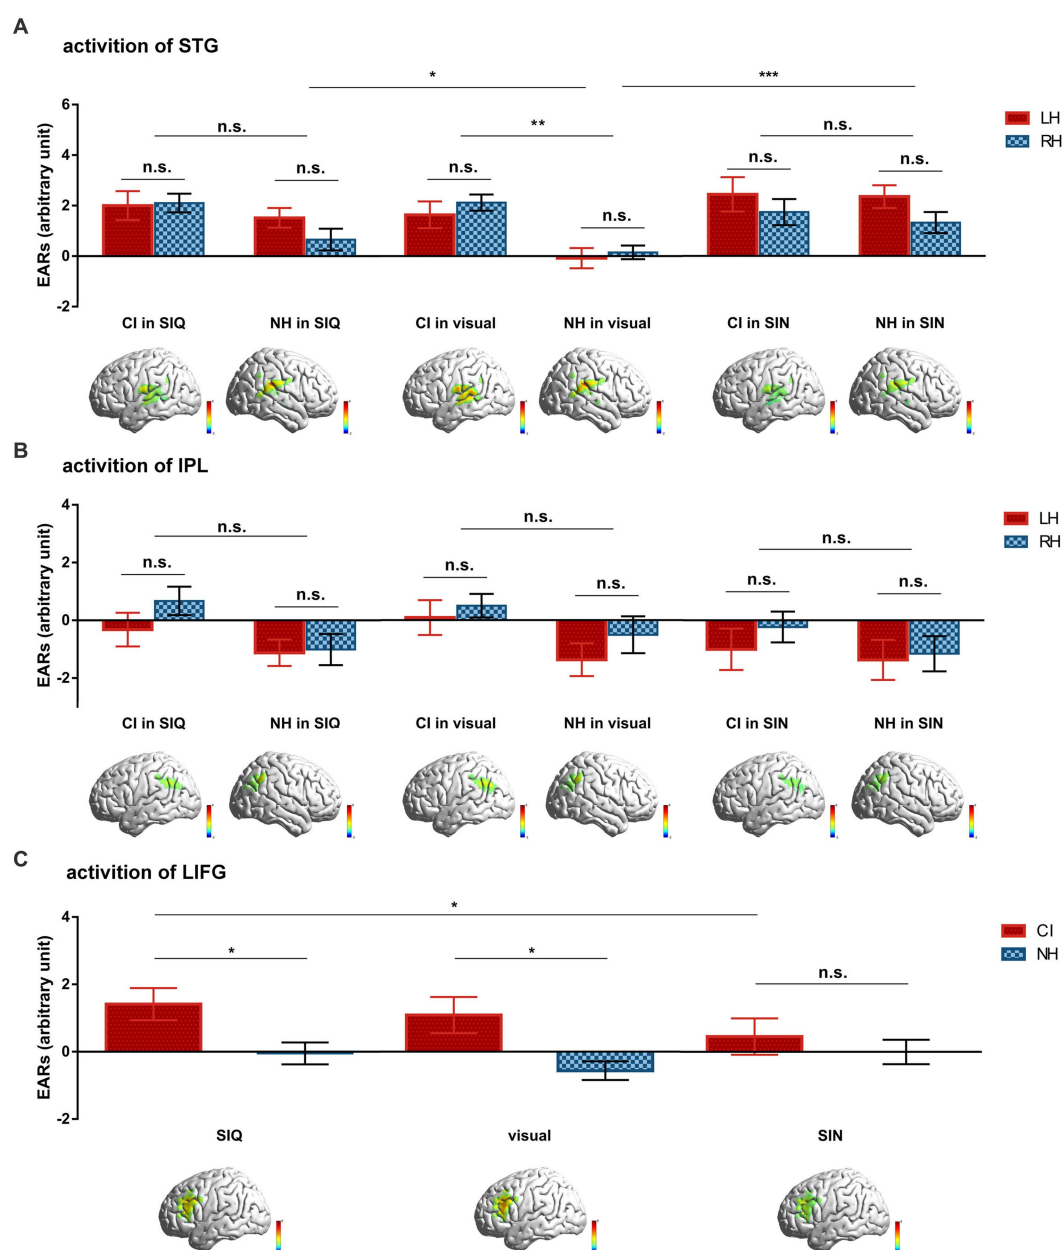 A
activition of STG
*
***
n.s.
**
n.s.
n.s.
n.s.
n.s.
n.s.
n.s.
n.s.
LH
RH
EARs (arbitrary unit)
6
4
2
0
-2
CI in SIQ
NH in SIQ
CI in visual
NH in visual
CI in SIN
NH in SIN
B
activition of IPL
n.s.
n.s.
n.s.
n.s.
n.s.
n.s.
n.s.
n.s.
n.s.
LH
RH
EARs (arbitrary unit)
4
2
0
-2
CI in SIQ
NH in SIQ
CI in visual
NH in visual
CI in SIN
NH in SIN
C
activition of LIFG
*
*
*
n.s.
CI
NH
EARs (arbitrary unit)
4
2
0
-2
SIQ
visual
SIN